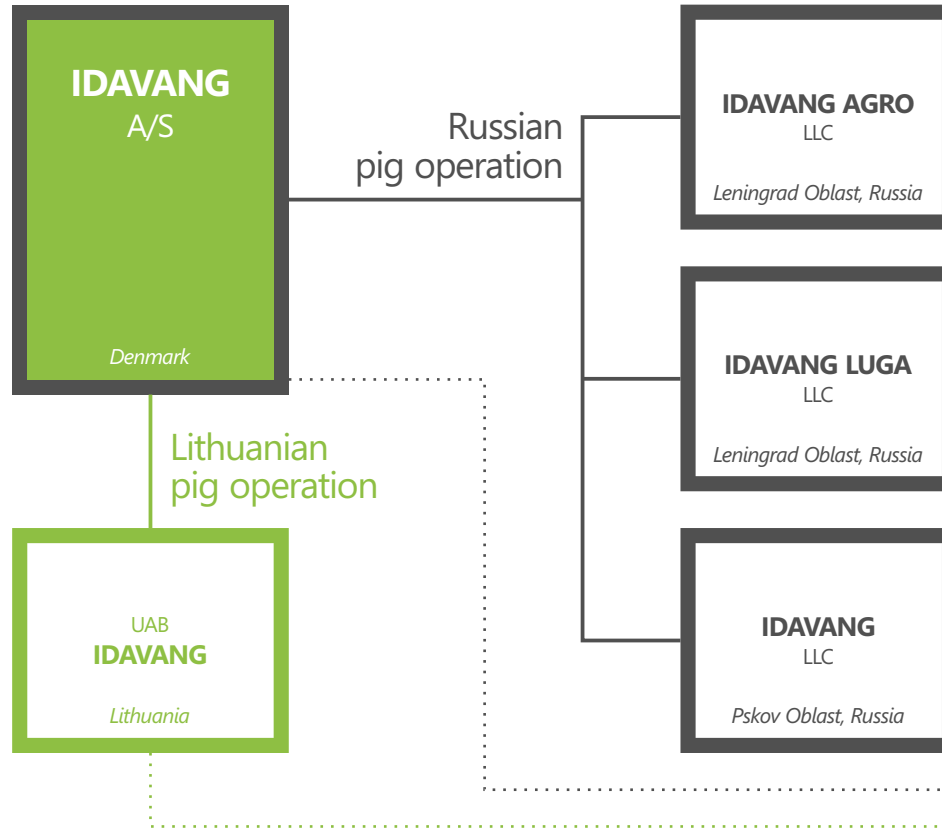 IDAVANG
A/S
Denmark
Russian
pig operation
IDAVANG AGRO
LLC
Leningrad Oblast, Russia
IDAVANG LUGA
LLC
Leningrad Oblast, Russia
Lithuanian
pig operation
UAB
IDAVANG
Lithuania
IDAVANG
LLC
Pskov Oblast, Russia